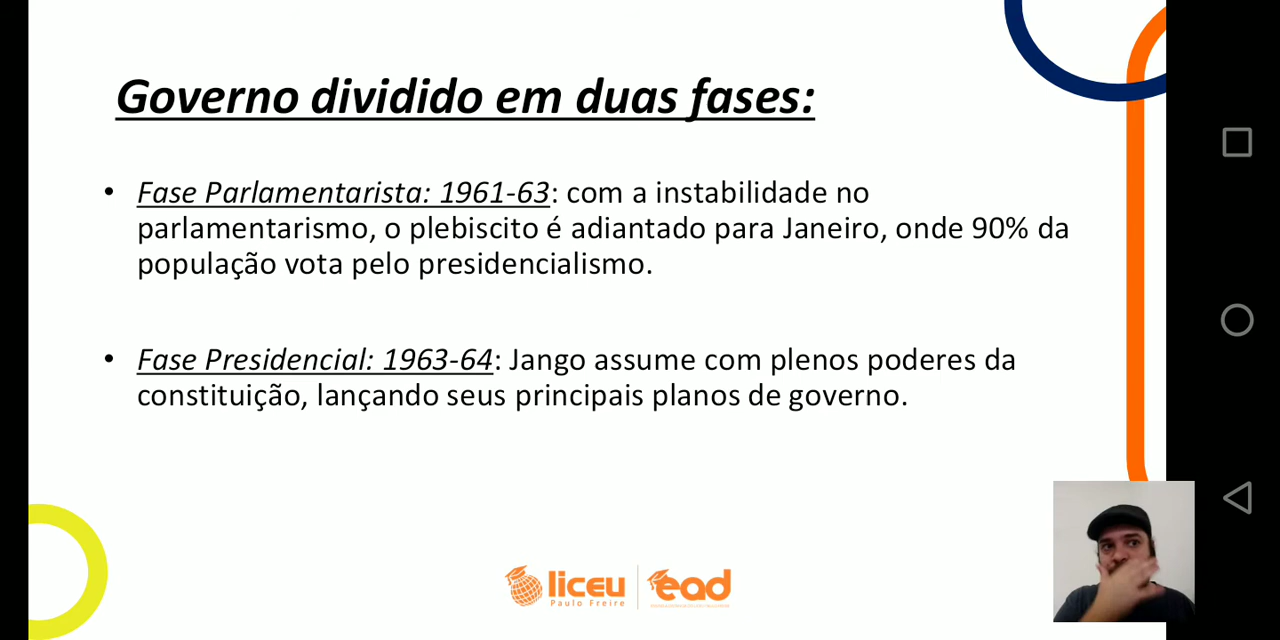 Governo dividido em duas fases:
• Fase Parlamentarista: 1961-63: com a instabilidade no
parlamentarismo, o plebiscito é adiantado para Janeiro, onde 90% da
população vota pelo presidencialismo.
• Fase Presidencial: 1963-64: Jango assume com plenos poderes da
constituição, lançando seus principais planos de governo.
liceu
Paulo Freire
ead